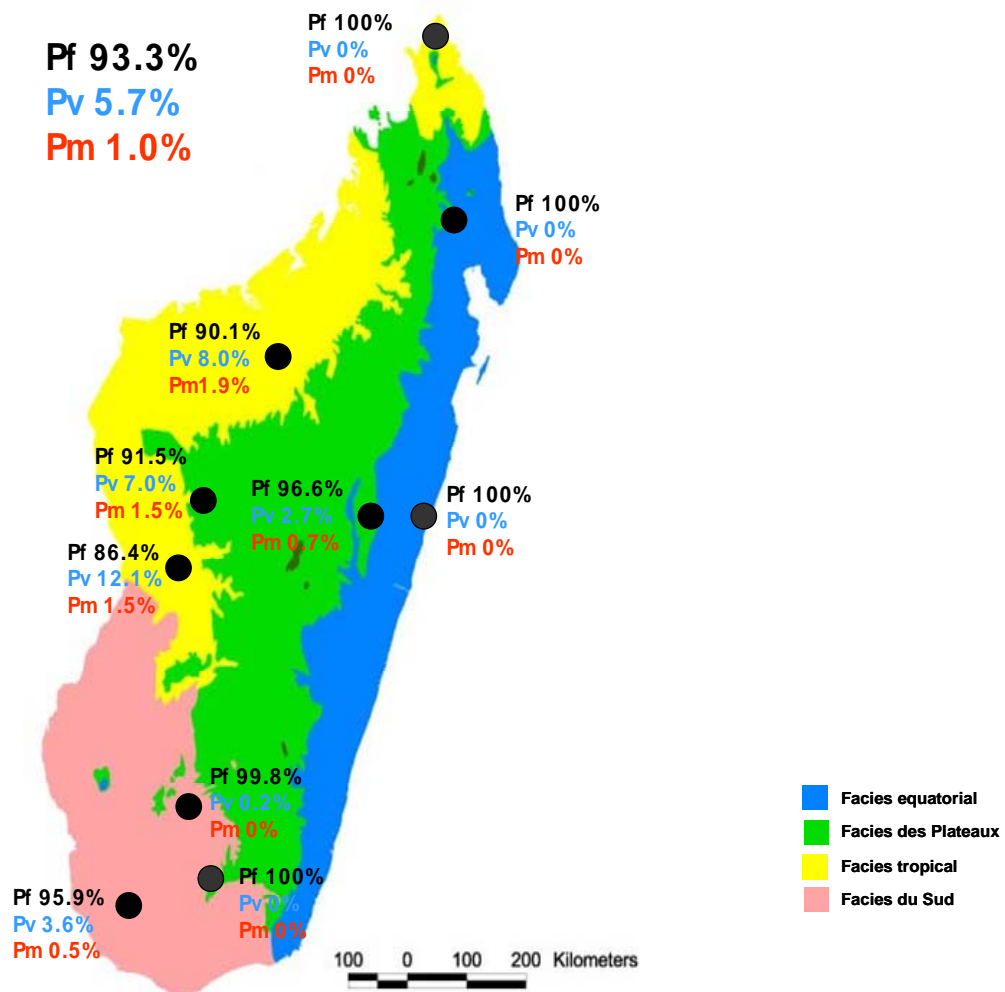 Pf 93.3%
Pv 5.7%
Pm 1.0%
Pf 100%
Pv 0%
Pm 0%
Pf 100%
Pv 0%
Pm 0%
Pf 90.1%
Pv 8.0%
Pm1.9%
Pf 91.5%
Pv 7.0%
Pm 1.5%
Pf 96.6%
Pv 2.7%
Pm 0.7%
Pf 100%
Pv 0%
Pm 0%
Pf 86.4%
Pv 12.1%
Pm 1.5%
Pf 99.8%
Pv 0.2%
Pm 0%
Pf 100%
Pv 0%
Pm 0%
Pf 95.9%
Pv 3.6%
Pm 0.5%
Facies equatorial
Facies des Plateaux
Facies tropical
Facies du Sud
100 0 100 200 Kilometers